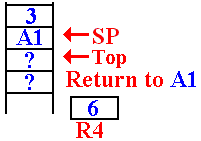 3
A1 ←SP
? ←Top
? Return to A1
6
R4